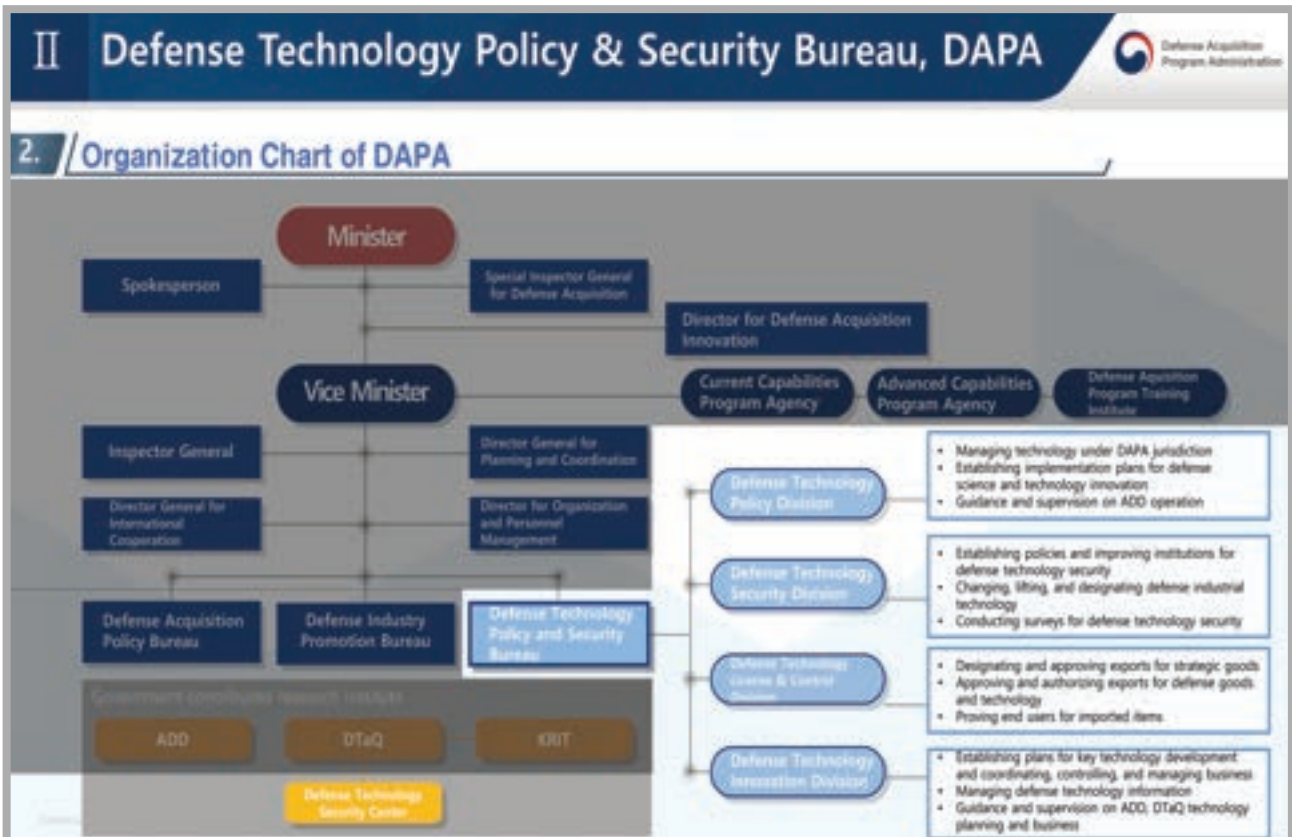 II Defense Technology Policy & Security Bureau, DAPA
Defense Acquisition
Program Administration
2. Organization Chart of DAPA
Minister
Spokesperson
Special Inspector General
for Defense Acquisition
Director for Defense Acquisition
Innovation
Vice Minister
Current Capabilities
Program Agency
Advanced Capabilities
Program Agency
Defense Aquisition
Program Training
Institute
Inspector General
Director General for
Planning and Coordination
Director General for
International
Cooperation
Director for Organization
and Personnel
Management
Defense Acquisition
Policy Bureau
Defense Industry
Promotion Bureau
Defense Technology
Policy and Security
Bureau
Defense Technology
Policy Division
• Managing technology under DAPA jurisdiction
• Establishing implementation plans for defense
science and technology innovation
• Guidance and supervision on ADD operation
Defense Technology
Security Division
• Establishing policies and improving institutions for
defense technology security
• Changing, lifting, and designating defense industrial
technology
• Conducting surveys for defense technology security
Defense Technology
License & Control
Division
• Designating and approving exports for strategic goods
• Approving and authorizing exports for defense goods
and technology
• Proving end users for imported items
Defense Technology
Innovation Division
• Establishing plans for key technology development
and coordinating, controlling, and managing business
• Managing defense technology information
• Guidance and supervision on ADD, DTaQ technology
planning and business
Government research institute
ADD
DTaQ
KRIT
Defense Technology
Security Center